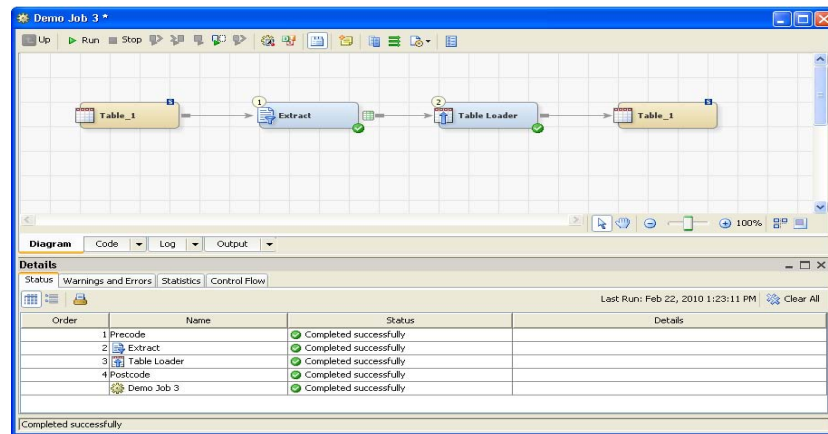 Demo Job 3 *
Up Run Stop
Table_1 S 1 Extract 2 Table Loader Table_1 S
100%
Diagram Code Log Output
Details
Status Warnings and Errors Statistics Control Flow
Last Run: Feb 22, 2010 1:23:11 PM Clear All
Order Name Status Details
1 Precode Completed successfully
2 Extract Completed successfully
3 Table Loader Completed successfully
4 Postcode Completed successfully
Demo Job 3 Completed successfully
Completed successfully